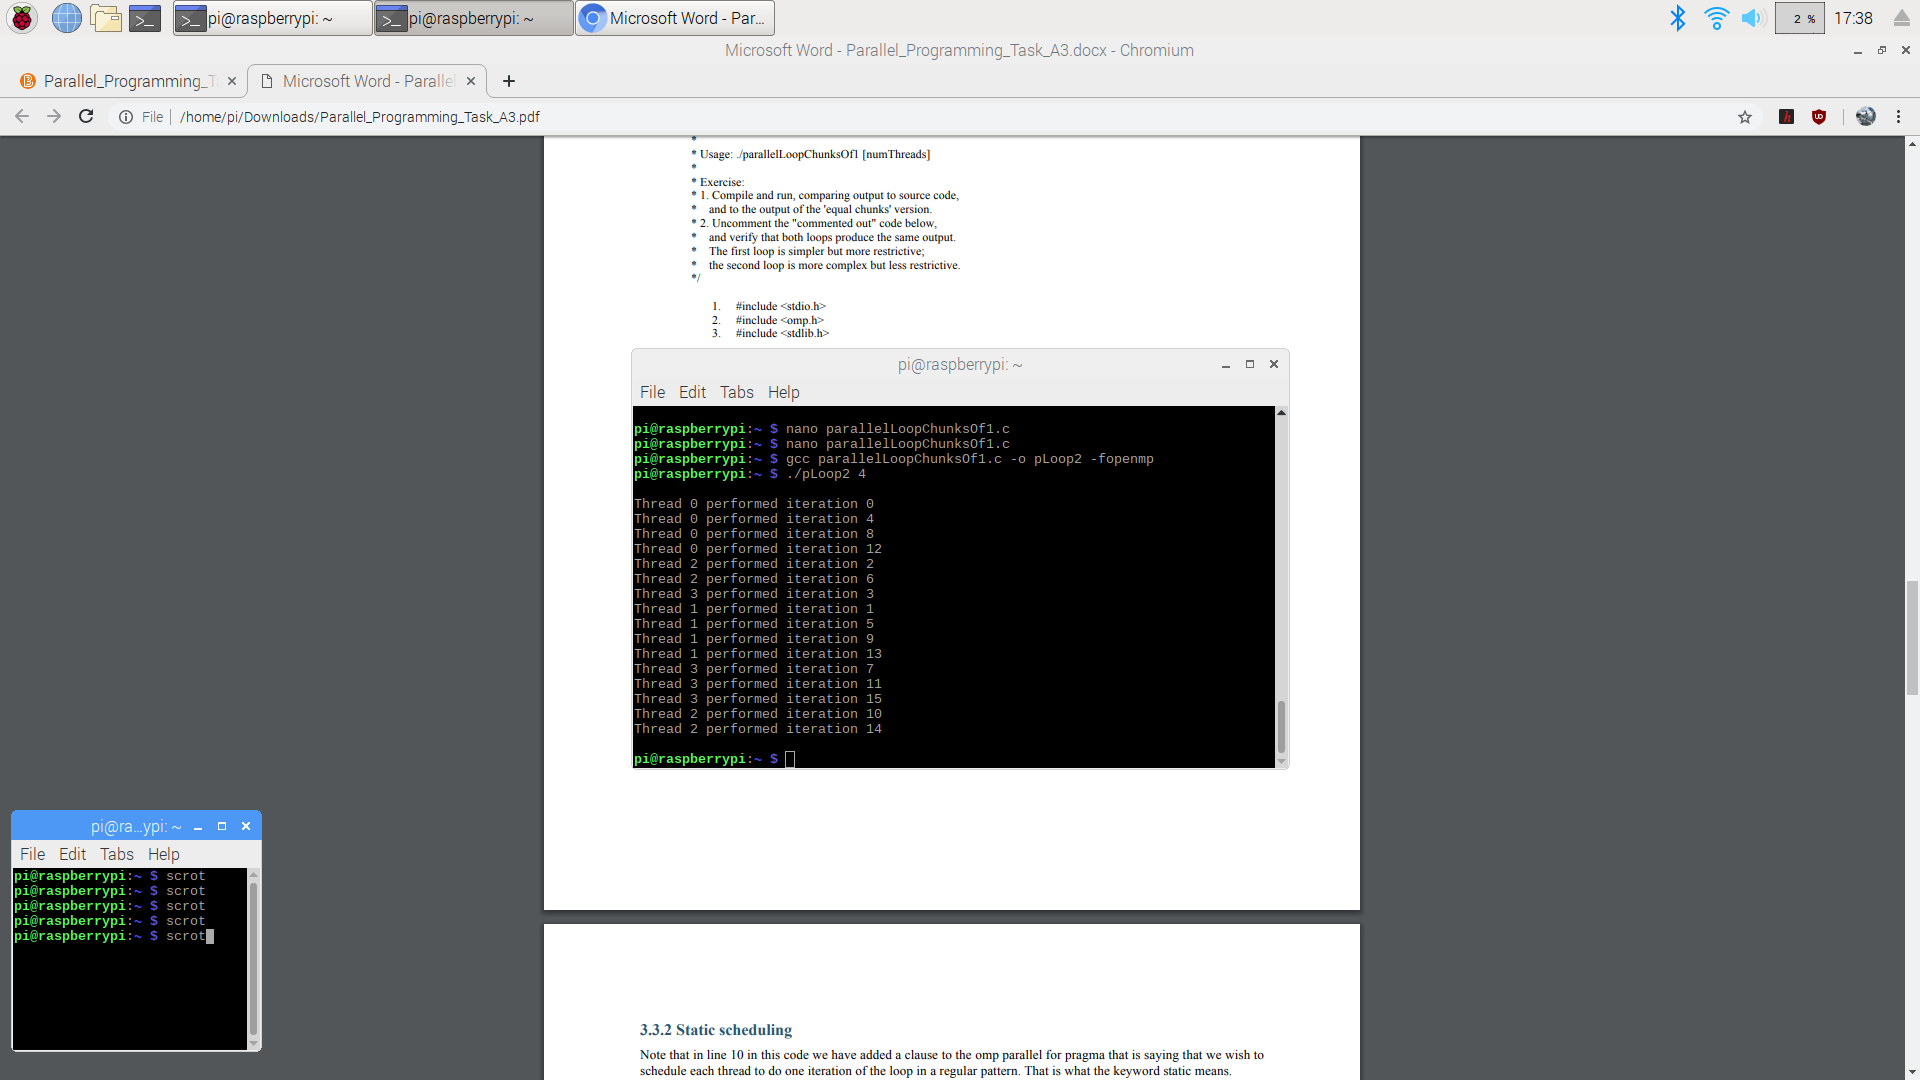 pi@raspberrypi: ~
pi@raspberrypi: ~
Microsoft Word - Par...
2 %
17:38
Microsoft Word - Parallel_Programming_Task_A3.docx - Chromium
Parallel_Programming_T
Microsoft Word - Parallel
File
/home/pi/Downloads/Parallel_Programming_Task_A3.pdf
*
* Usage: ./parallelLoopChunksOf1 [numThreads]
*
* Exercise:
* 1. Compile and run, comparing output to source code,
* and to the output of the 'equal chunks' version.
* 2. Uncomment the "commented out" code below,
* and verify that both loops produce the same output.
* The first loop is simpler but more restrictive;
* the second loop is more complex but less restrictive.
*/
1. #include <stdio.h>
2. #include <omp.h>
3. #include <stdlib.h>
pi@raspberrypi: ~
File Edit Tabs Help
pi@raspberrypi:~ $ nano parallelLoopChunksOf1.c
pi@raspberrypi:~ $ nano parallelLoopChunksOf1.c
pi@raspberrypi:~ $ gcc parallelLoopChunksOf1.c -o pLoop2 -fopenmp
pi@raspberrypi:~ $ ./pLoop2 4
Thread 0 performed iteration 0
Thread 0 performed iteration 4
Thread 0 performed iteration 8
Thread 0 performed iteration 12
Thread 2 performed iteration 2
Thread 2 performed iteration 6
Thread 3 performed iteration 3
Thread 1 performed iteration 1
Thread 1 performed iteration 5
Thread 1 performed iteration 9
Thread 1 performed iteration 13
Thread 3 performed iteration 7
Thread 3 performed iteration 11
Thread 3 performed iteration 15
Thread 2 performed iteration 10
Thread 2 performed iteration 14
pi@raspberrypi:~ $
pi@ra...ypi: ~
File Edit Tabs Help
pi@raspberrypi:~ $ scrot
pi@raspberrypi:~ $ scrot
pi@raspberrypi:~ $ scrot
pi@raspberrypi:~ $ scrot
pi@raspberrypi:~ $ scrot
3.3.2 Static scheduling
Note that in line 10 in this code we have added a clause to the omp parallel for pragma that is saying that we wish to
schedule each thread to do one iteration of the loop in a regular pattern. That is what the keyword static means.